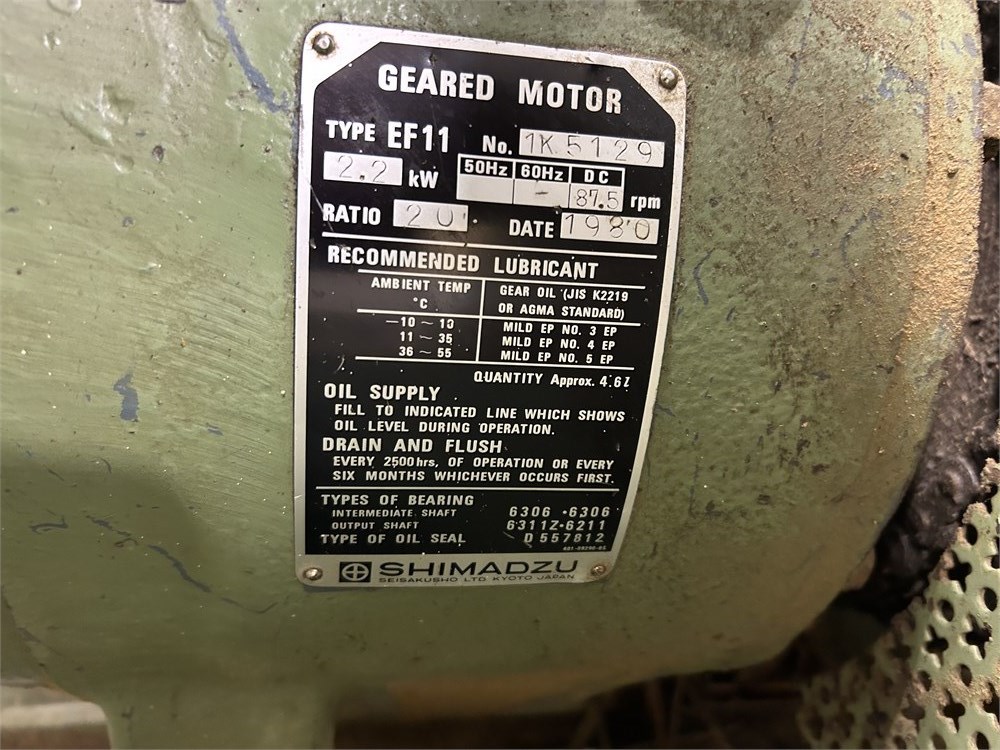 GEARED MOTOR
TYPE EF11 No. 1K5129
2.2 kW 50Hz 60Hz DC
87.5 rpm
RATIO 20 DATE 1980
RECOMMENDED LUBRICANT
AMBIENT TEMP °C GEAR OIL (JIS K2219
OR AGMA STANDARD)
-10 ~ 10 MILD EP NO. 3 EP
11 ~ 35 MILD EP NO. 4 EP
36 ~ 55 MILD EP NO. 5 EP
QUANTITY Approx. 4.6l
OIL SUPPLY
FILL TO INDICATED LINE WHICH SHOWS
OIL LEVEL DURING OPERATION.
DRAIN AND FLUSH
EVERY 2500hrs, OF OPERATION OR EVERY
SIX MONTHS WHICHEVER OCCURS FIRST.
TYPES OF BEARING
INTERMEDIATE SHAFT 6306·6306
OUTPUT SHAFT 6311Z·6211
TYPE OF OIL SEAL D557812
SHIMADZU
SEISAKUSHO LTD. KYOTO JAPAN